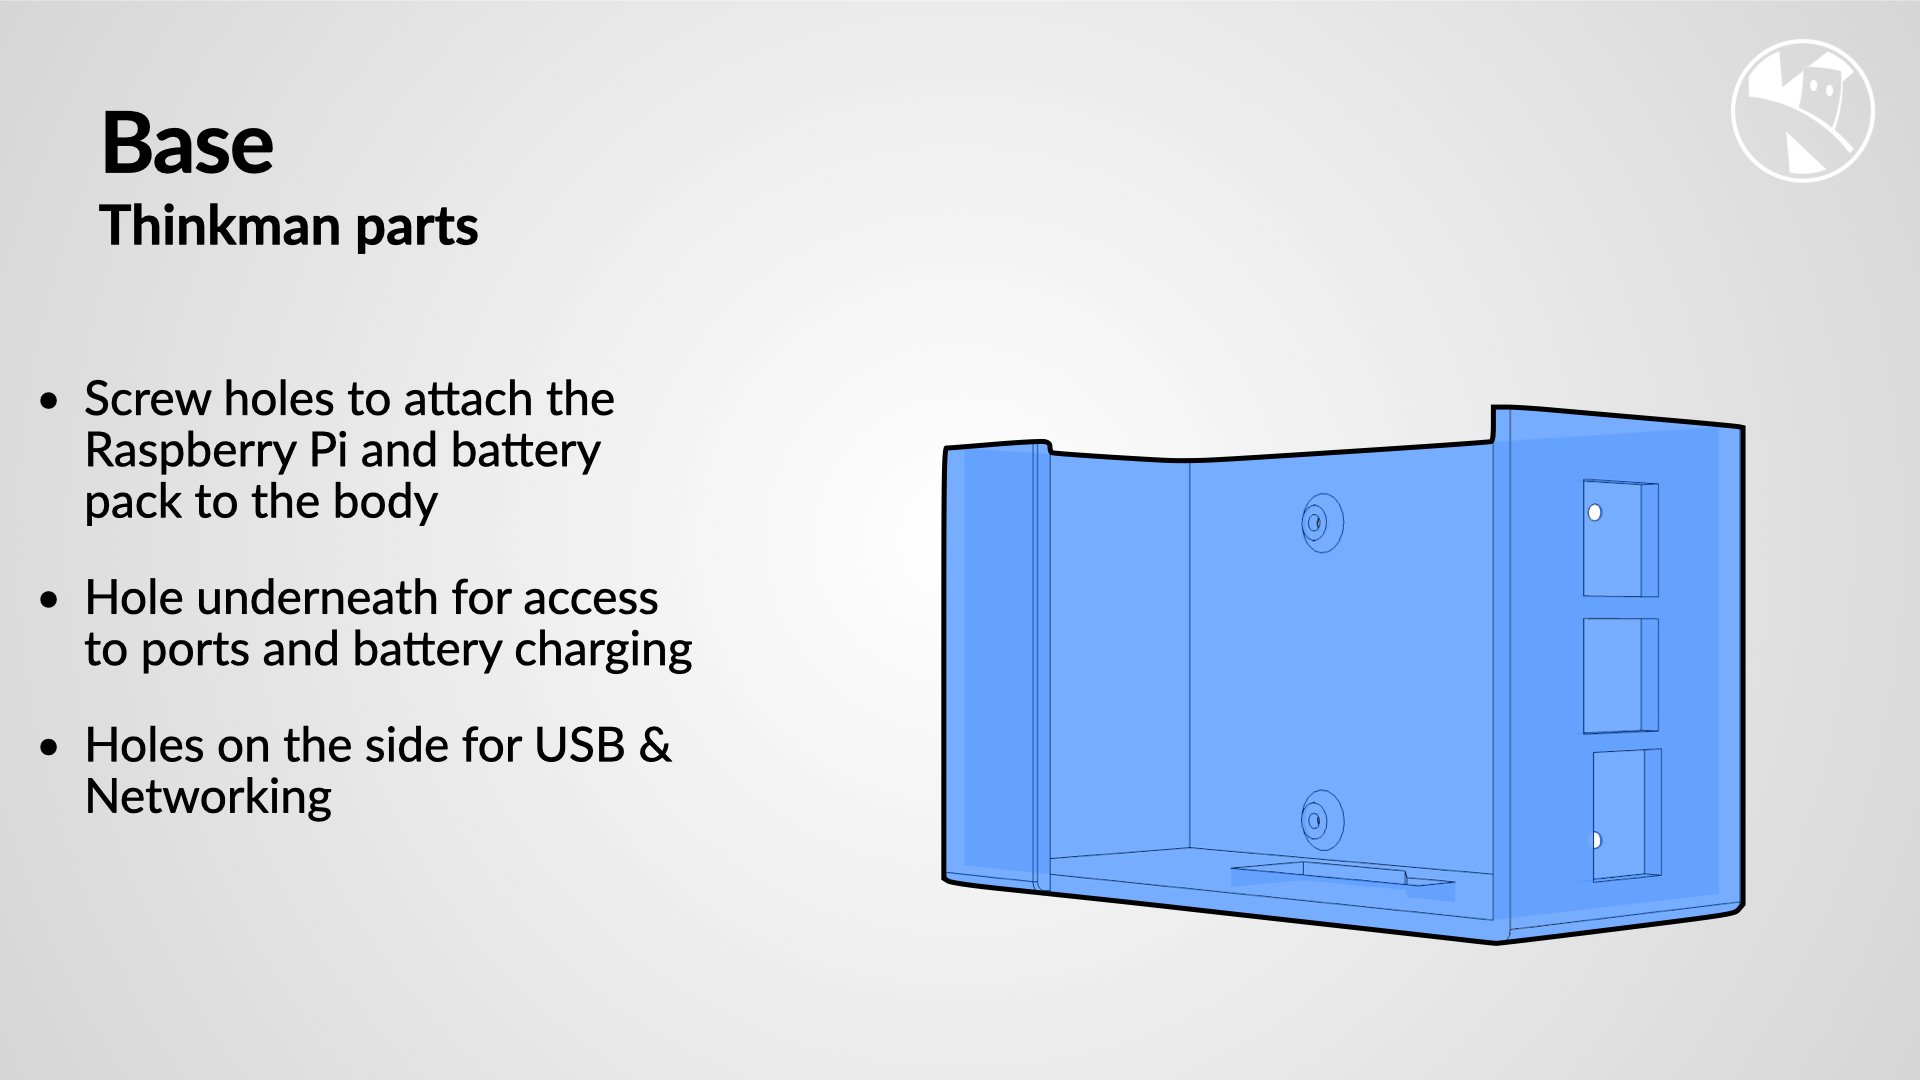 Base
Thinkman parts
• Screw holes to attach the
Raspberry Pi and battery
pack to the body
• Hole underneath for access
to ports and battery charging
• Holes on the side for USB &
Networking